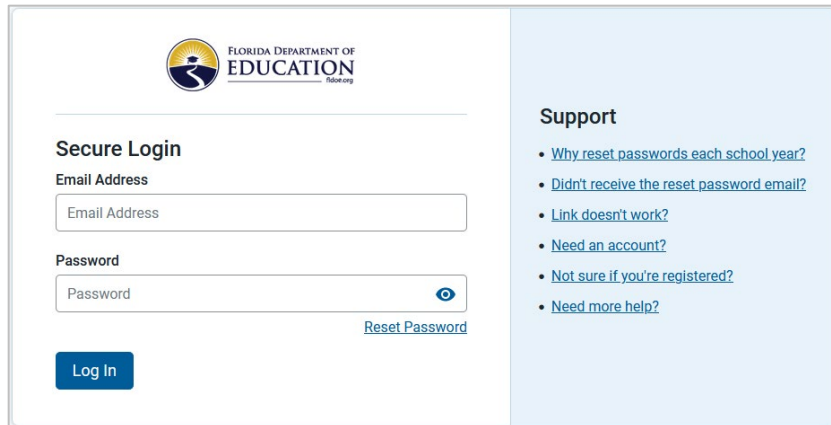 FLORIDA DEPARTMENT OF
EDUCATION
fldoe.org
Secure Login
Email Address
Email Address
Password
Password
Reset Password
Log In
Support
Why reset passwords each school year?
Didn't receive the reset password email?
Link doesn't work?
Need an account?
Not sure if you're registered?
Need more help?